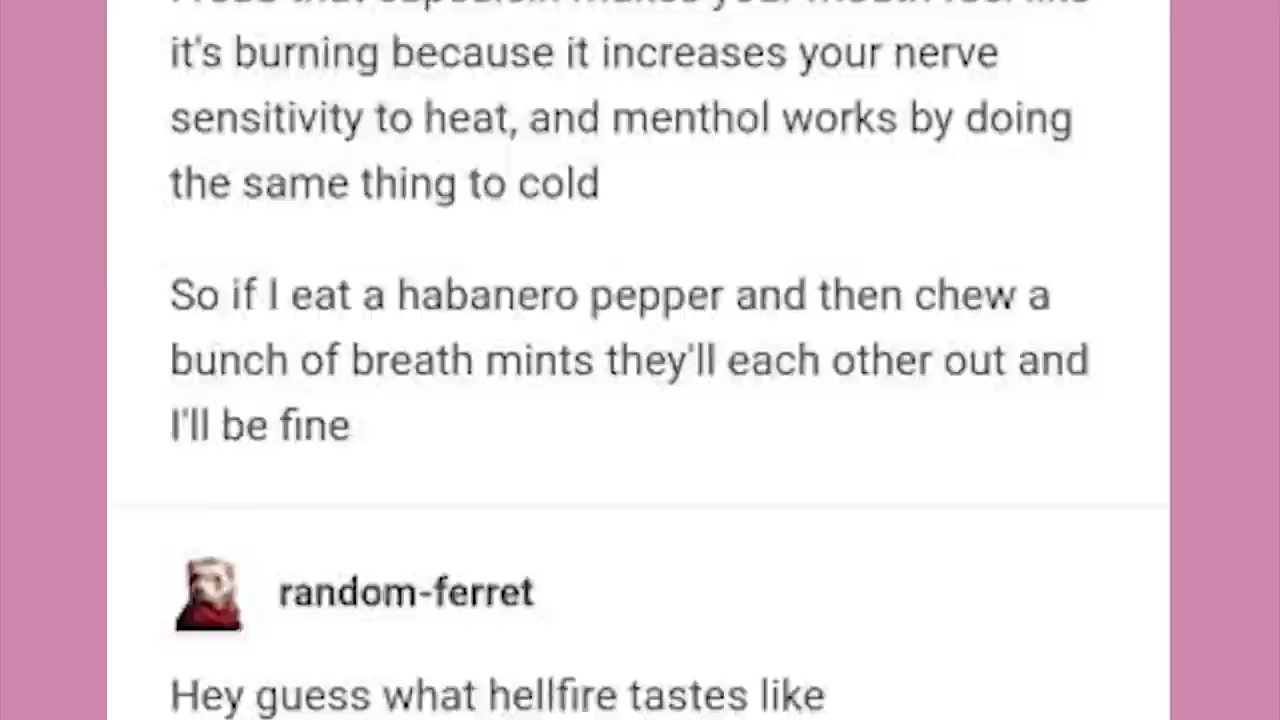 it's burning because it increases your nerve
sensitivity to heat, and menthol works by doing
the same thing to cold
So if I eat a habanero pepper and then chew a
bunch of breath mints they'll each other out and
I'll be fine
random-ferret
Hey guess what hellfire tastes like